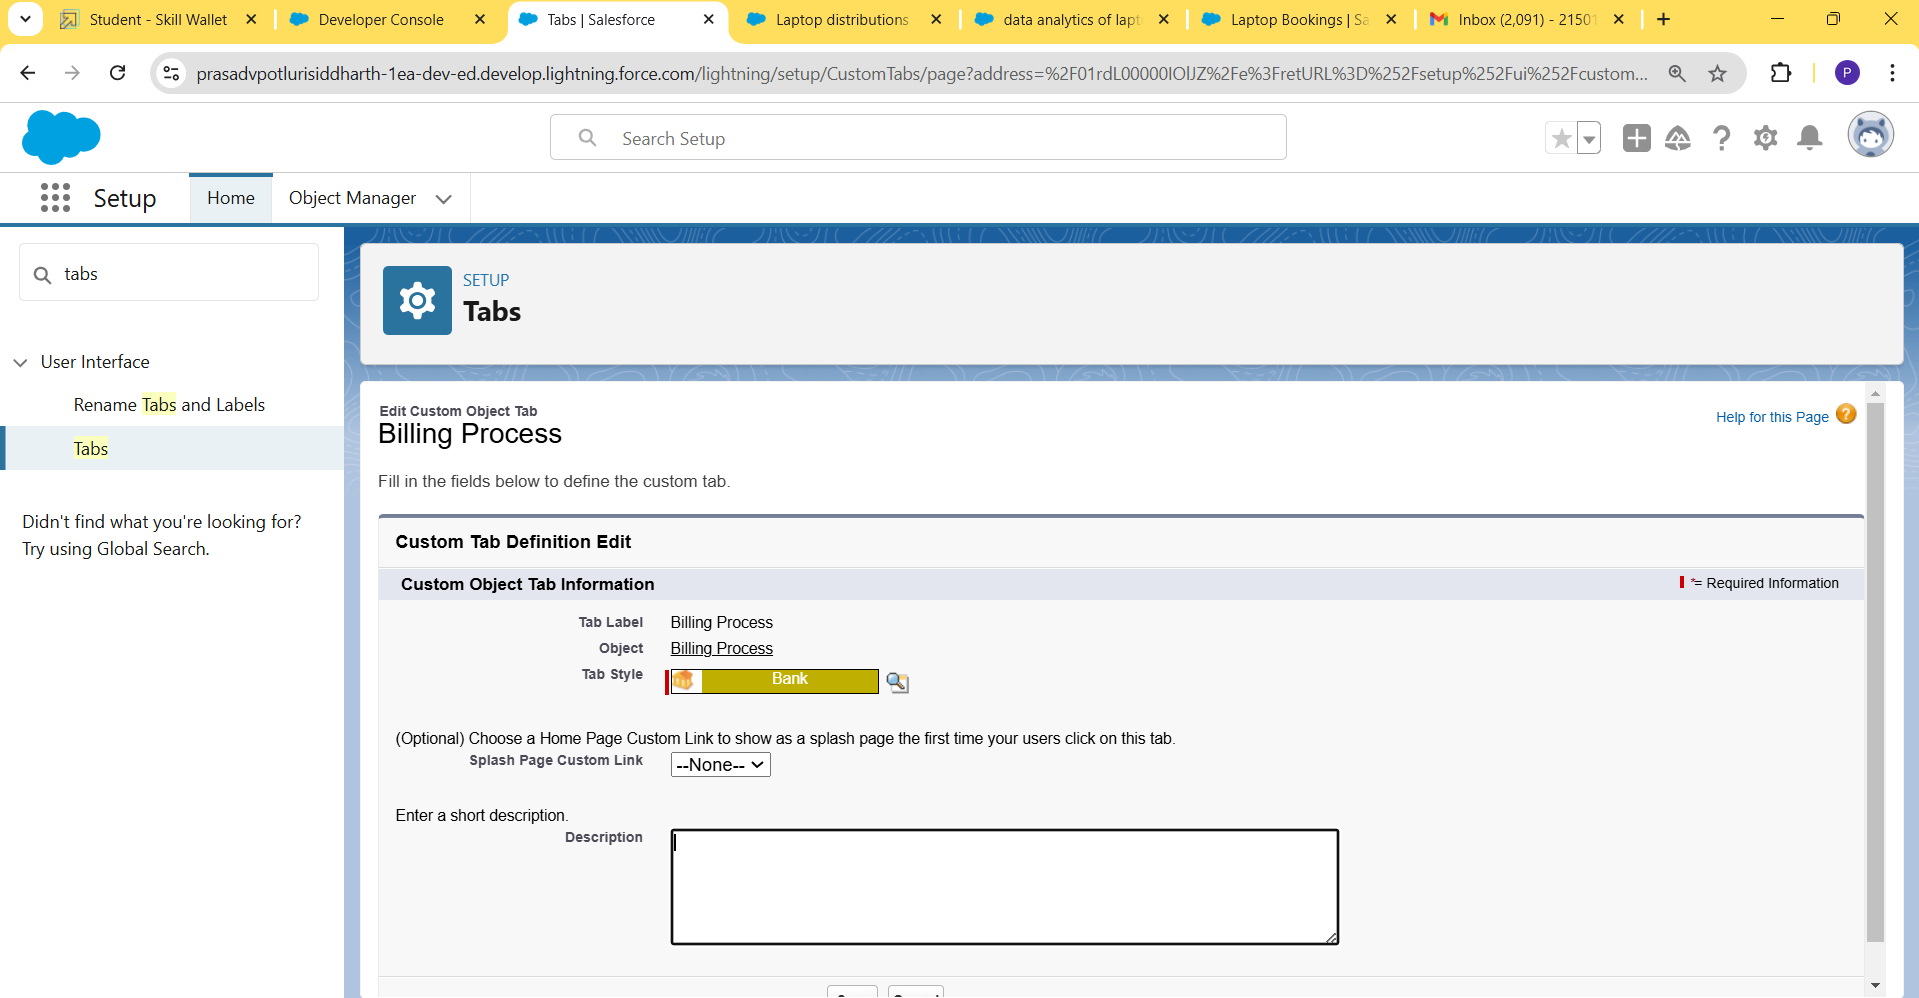 Student - Skill Wallet
Developer Console
Tabs | Salesforce
Laptop distributions
data analytics of lapt
Laptop Bookings | Sa
Inbox (2,091) - 21501
prasadvpotlurisiddharth-1ea-dev-ed.develop.lightning.force.com/lightning/setup/CustomTabs/page?address=%2F01rdL00000IOlJZ%2Fe%3FretURL%3D%252Fsetup%252Fui%252Fcustom...
P
Search Setup
Setup
Home
Object Manager
tabs
SETUP
Tabs
User Interface
Rename Tabs and Labels
Tabs
Didn't find what you're looking for?
Try using Global Search.
Edit Custom Object Tab
Billing Process
Help for this Page
Fill in the fields below to define the custom tab.
Custom Tab Definition Edit
Custom Object Tab Information
*= Required Information
Tab Label Billing Process
Object Billing Process
Tab Style Bank
(Optional) Choose a Home Page Custom Link to show as a splash page the first time your users click on this tab.
Splash Page Custom Link --None--
Enter a short description.
Description